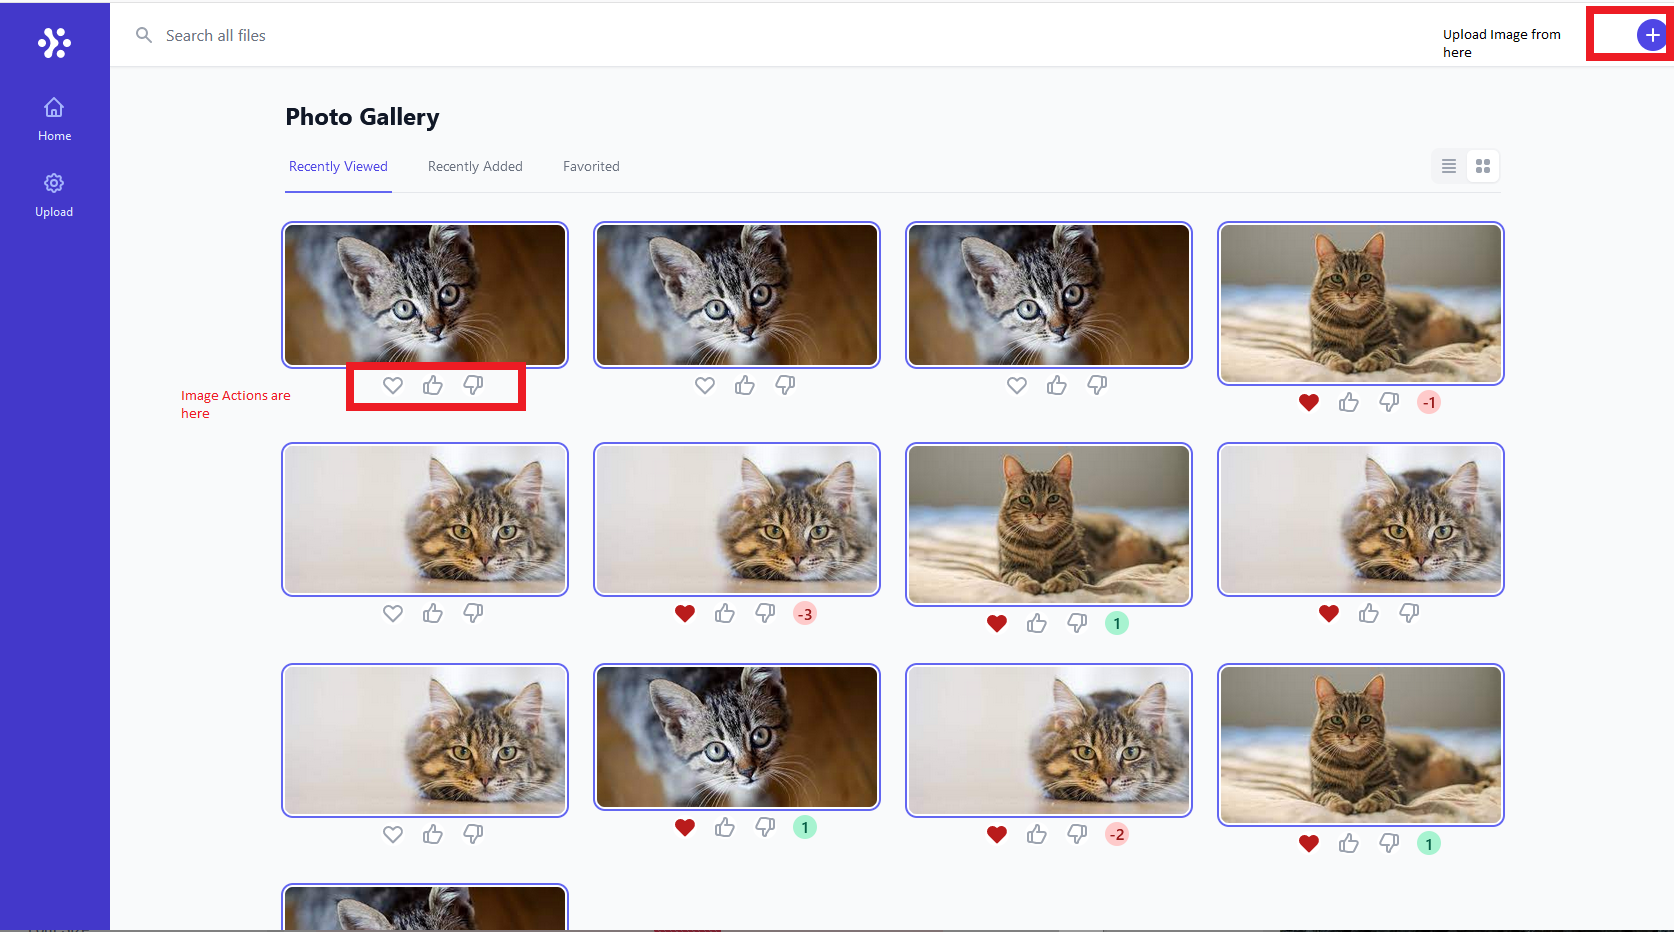 Search all files
Upload Image from
here
Home
Upload
Photo Gallery
Recently Viewed
Recently Added
Favorited
Image Actions are
here
-1
-3
1
1
-2
1